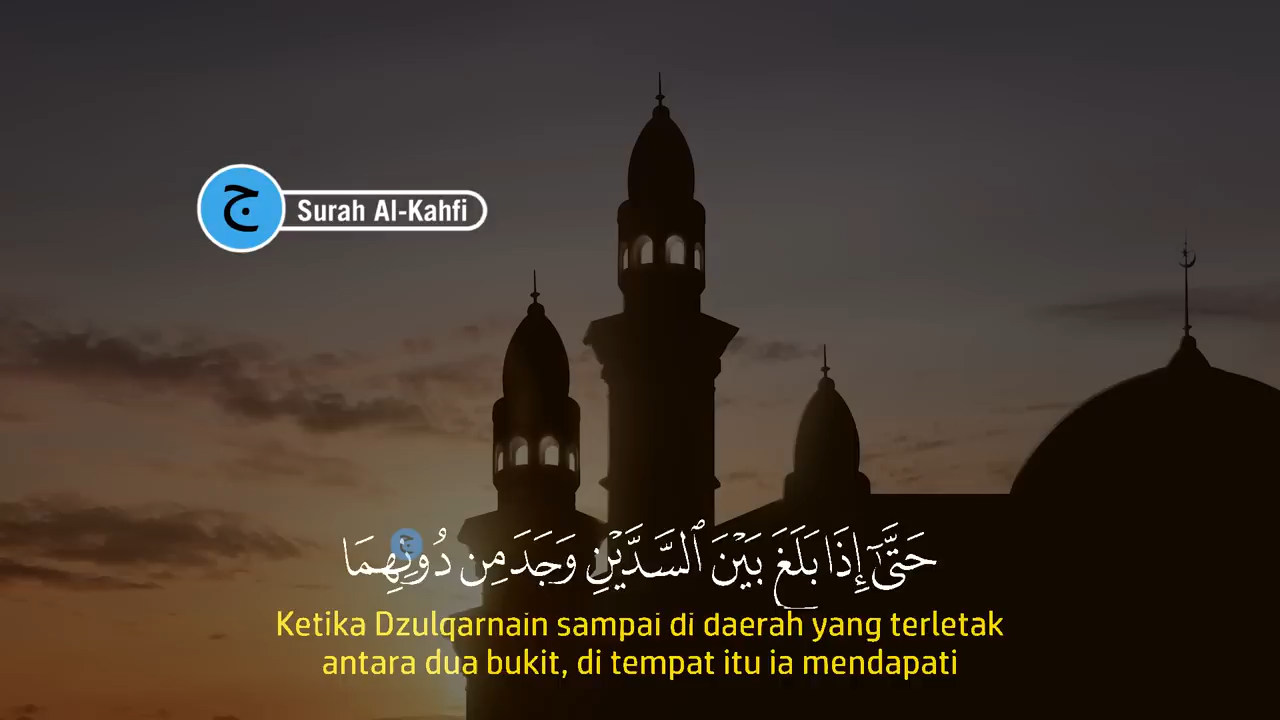 ج
Surah Al-Kahfi
حَتَّىٰٓ إِذَا بَلَغَ بَيْنَ ٱلسَّدَّيْنِ وَجَدَ مِن دُونِهِمَا
Ketika Dzulqarnain sampai di daerah yang terletak
antara dua bukit, di tempat itu ia mendapati